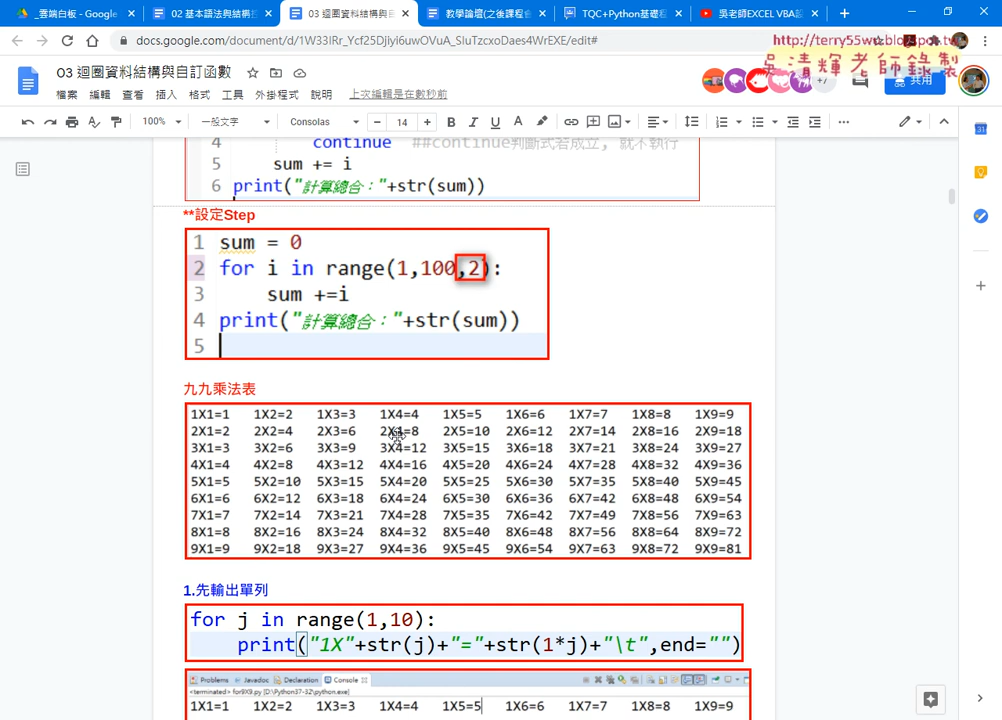 _雲端白板 - Google
02 基本語法與結構控
03 迴圈資料結構與自
教學論壇(之後課程會
TQC+Python基礎程
吳老師EXCEL VBA設
docs.google.com/document/d/1W33lRr_Ycf25Djiyi6uwOVuA_SluTzcxoDaes4WrEXE/edit#
http://terry55wu.blogspot.tw
吳清輝老師錄製
03 迴圈資料結構與自訂函數
檔案 編輯 查看 插入 格式 工具 外掛程式 說明 上次編輯是在數秒前
+7
共用
100% 一般文字 Consolas 14 B I U A
4 continue ##continue判斷式若成立, 就不執行
5 sum += i
6 print("計算總合："+str(sum))
**設定Step
1 sum = 0
2 for i in range(1,100,2):
3 sum +=i
4 print("計算總合："+str(sum))
5
九九乘法表
1X1=1 1X2=2 1X3=3 1X4=4 1X5=5 1X6=6 1X7=7 1X8=8 1X9=9
2X1=2 2X2=4 2X3=6 2X4=8 2X5=10 2X6=12 2X7=14 2X8=16 2X9=18
3X1=3 3X2=6 3X3=9 3X4=12 3X5=15 3X6=18 3X7=21 3X8=24 3X9=27
4X1=4 4X2=8 4X3=12 4X4=16 4X5=20 4X6=24 4X7=28 4X8=32 4X9=36
5X1=5 5X2=10 5X3=15 5X4=20 5X5=25 5X6=30 5X7=35 5X8=40 5X9=45
6X1=6 6X2=12 6X3=18 6X4=24 6X5=30 6X6=36 6X7=42 6X8=48 6X9=54
7X1=7 7X2=14 7X3=21 7X4=28 7X5=35 7X6=42 7X7=49 7X8=56 7X9=63
8X1=8 8X2=16 8X3=24 8X4=32 8X5=40 8X6=48 8X7=56 8X8=64 8X9=72
9X1=9 9X2=18 9X3=27 9X4=36 9X5=45 9X6=54 9X7=63 9X8=72 9X9=81
1.先輸出單列
for j in range(1,10):
print("1X"+str(j)+"="+str(1*j)+"\t",end="")
Problems Javadoc Declaration Console
<terminated> for9X9.py [D:\Python37-32\python.exe]
1X1=1 1X2=2 1X3=3 1X4=4 1X5=5 1X6=6 1X7=7 1X8=8 1X9=9